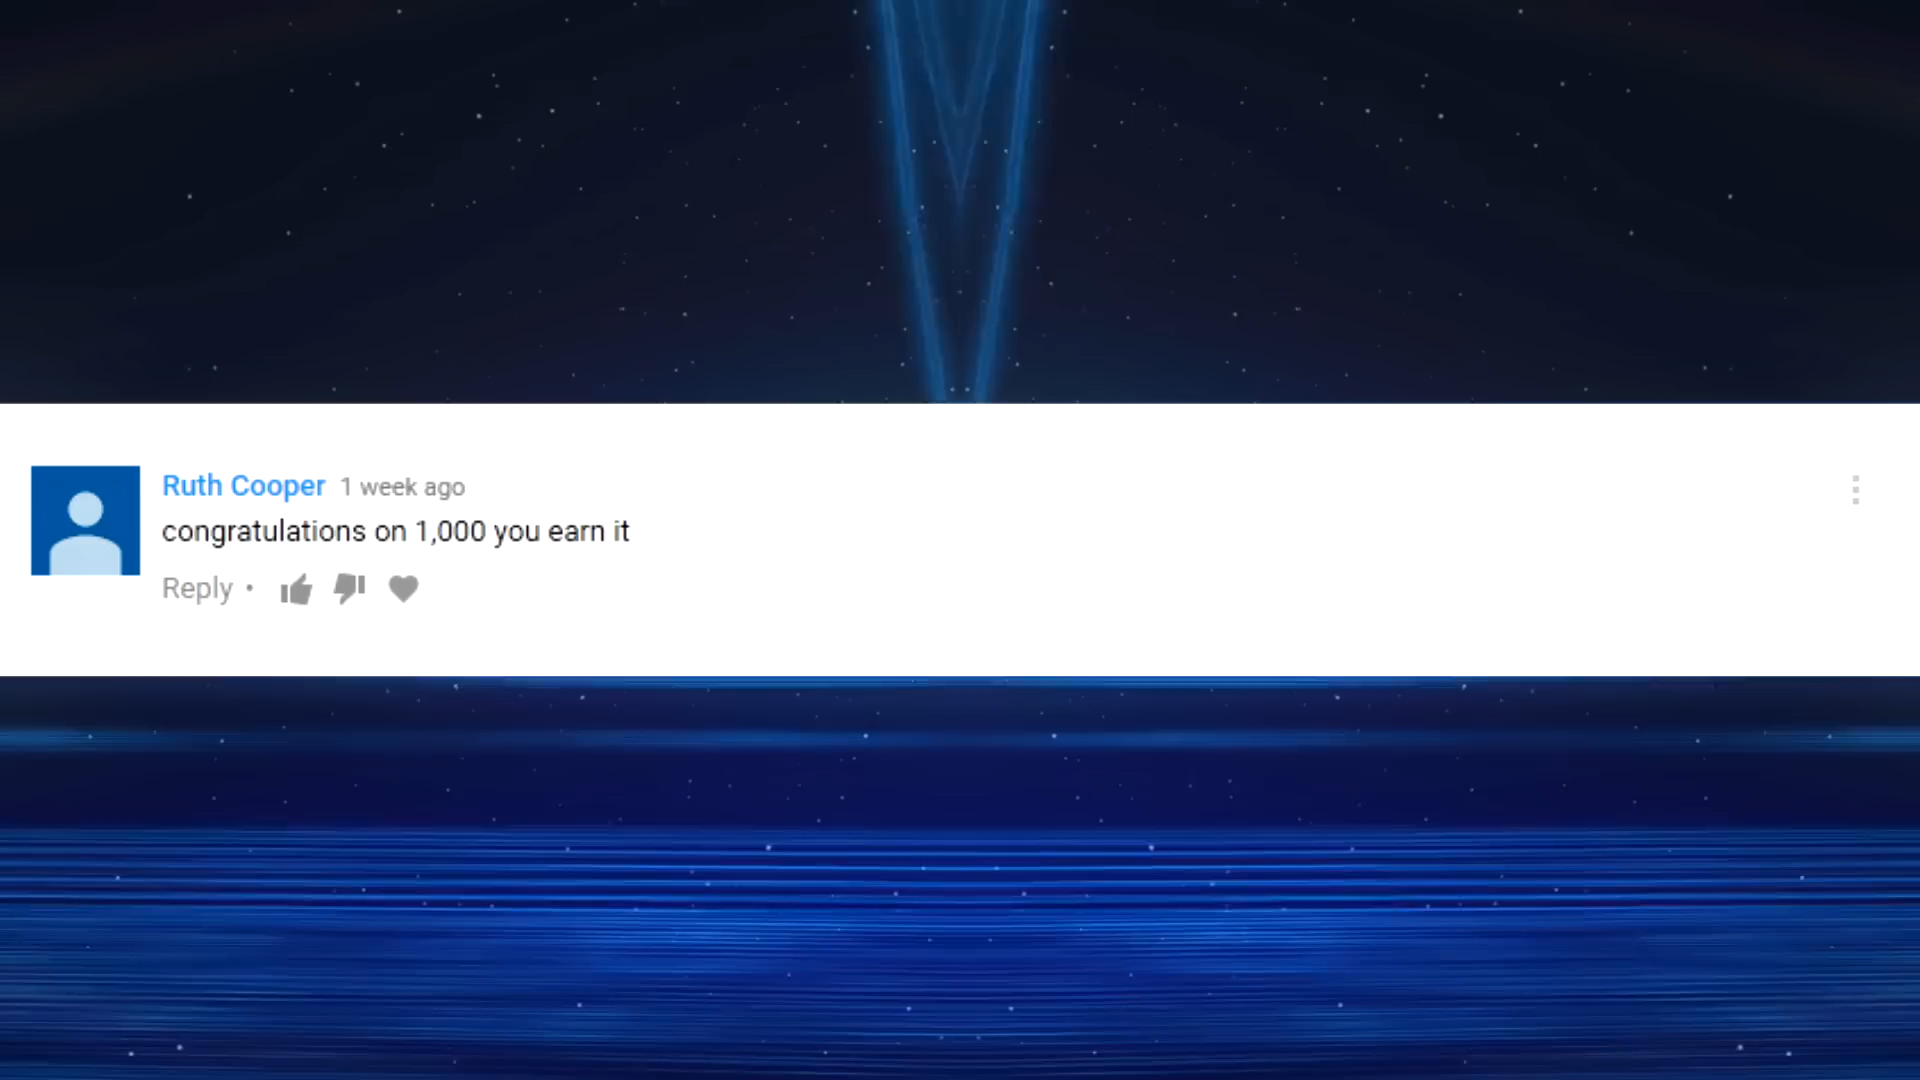 Ruth Cooper 1 week ago
congratulations on 1,000 you earn it
Reply •